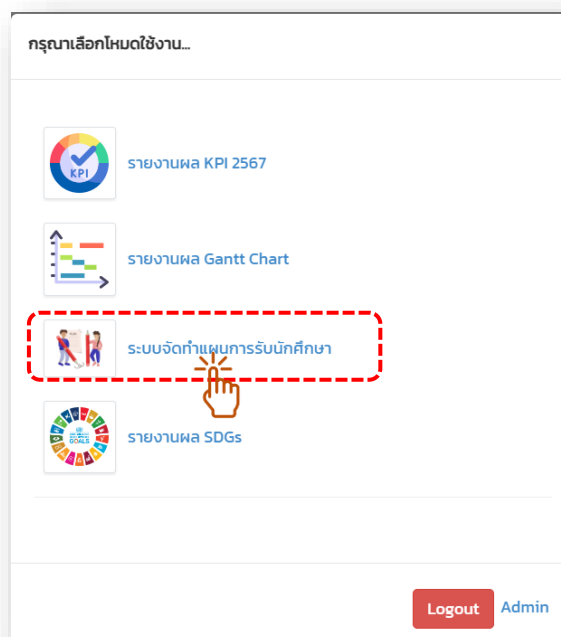 กรุณาเลือกโหมดใช้งาน...
KPI
รายงานผล KPI 2567
รายงานผล Gantt Chart
ระบบจัดทำแผนการรับนักศึกษา
GOALS
รายงานผล SDGs
Logout
Admin